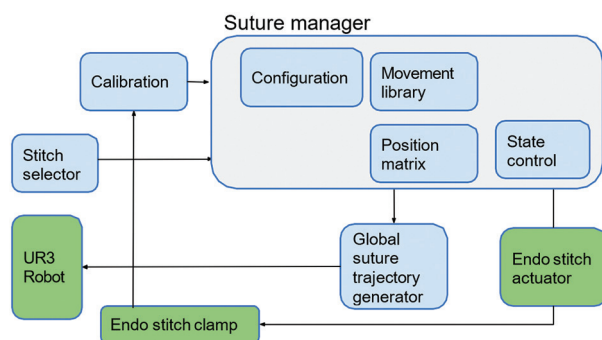 Suture manager
Calibration
Configuration
Movement
library
Stitch
selector
Position
matrix
State
control
UR3
Robot
Global
suture
trajectory
generator
Endo stitch
actuator
Endo stitch clamp